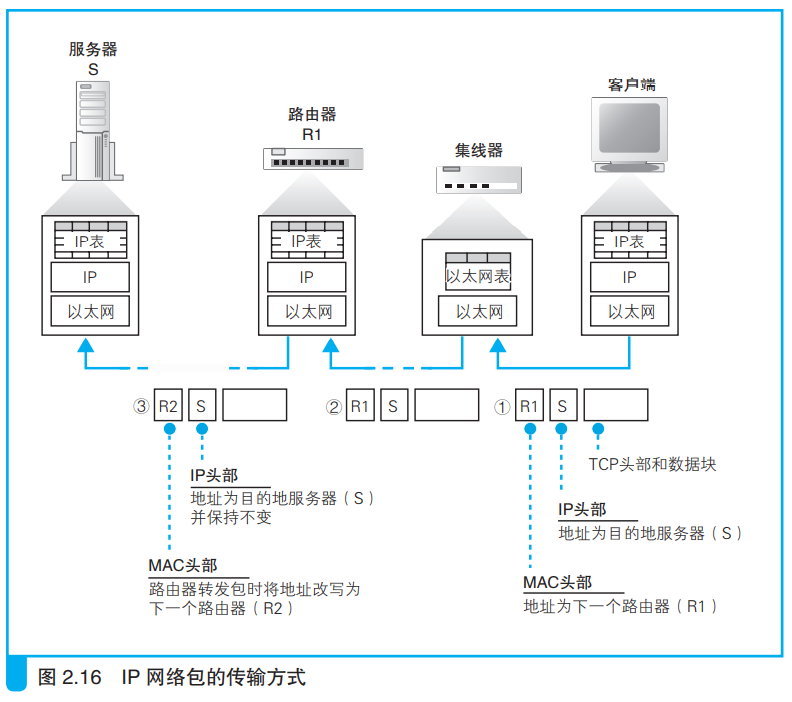 服务器
S
路由器
R1
集线器
客户端
IP表
IP
以太网
IP表
IP
以太网
以太网表
以太网
IP表
IP
以太网
③ R2 S
② R1 S
① R1 S
TCP头部和数据块
IP头部
地址为目的地服务器（S）
并保持不变
IP头部
地址为目的地服务器（S）
MAC头部
路由器转发包时将地址改写为
下一个路由器（R2）
MAC头部
地址为下一个路由器（R1）
图 2.16 IP 网络包的传输方式